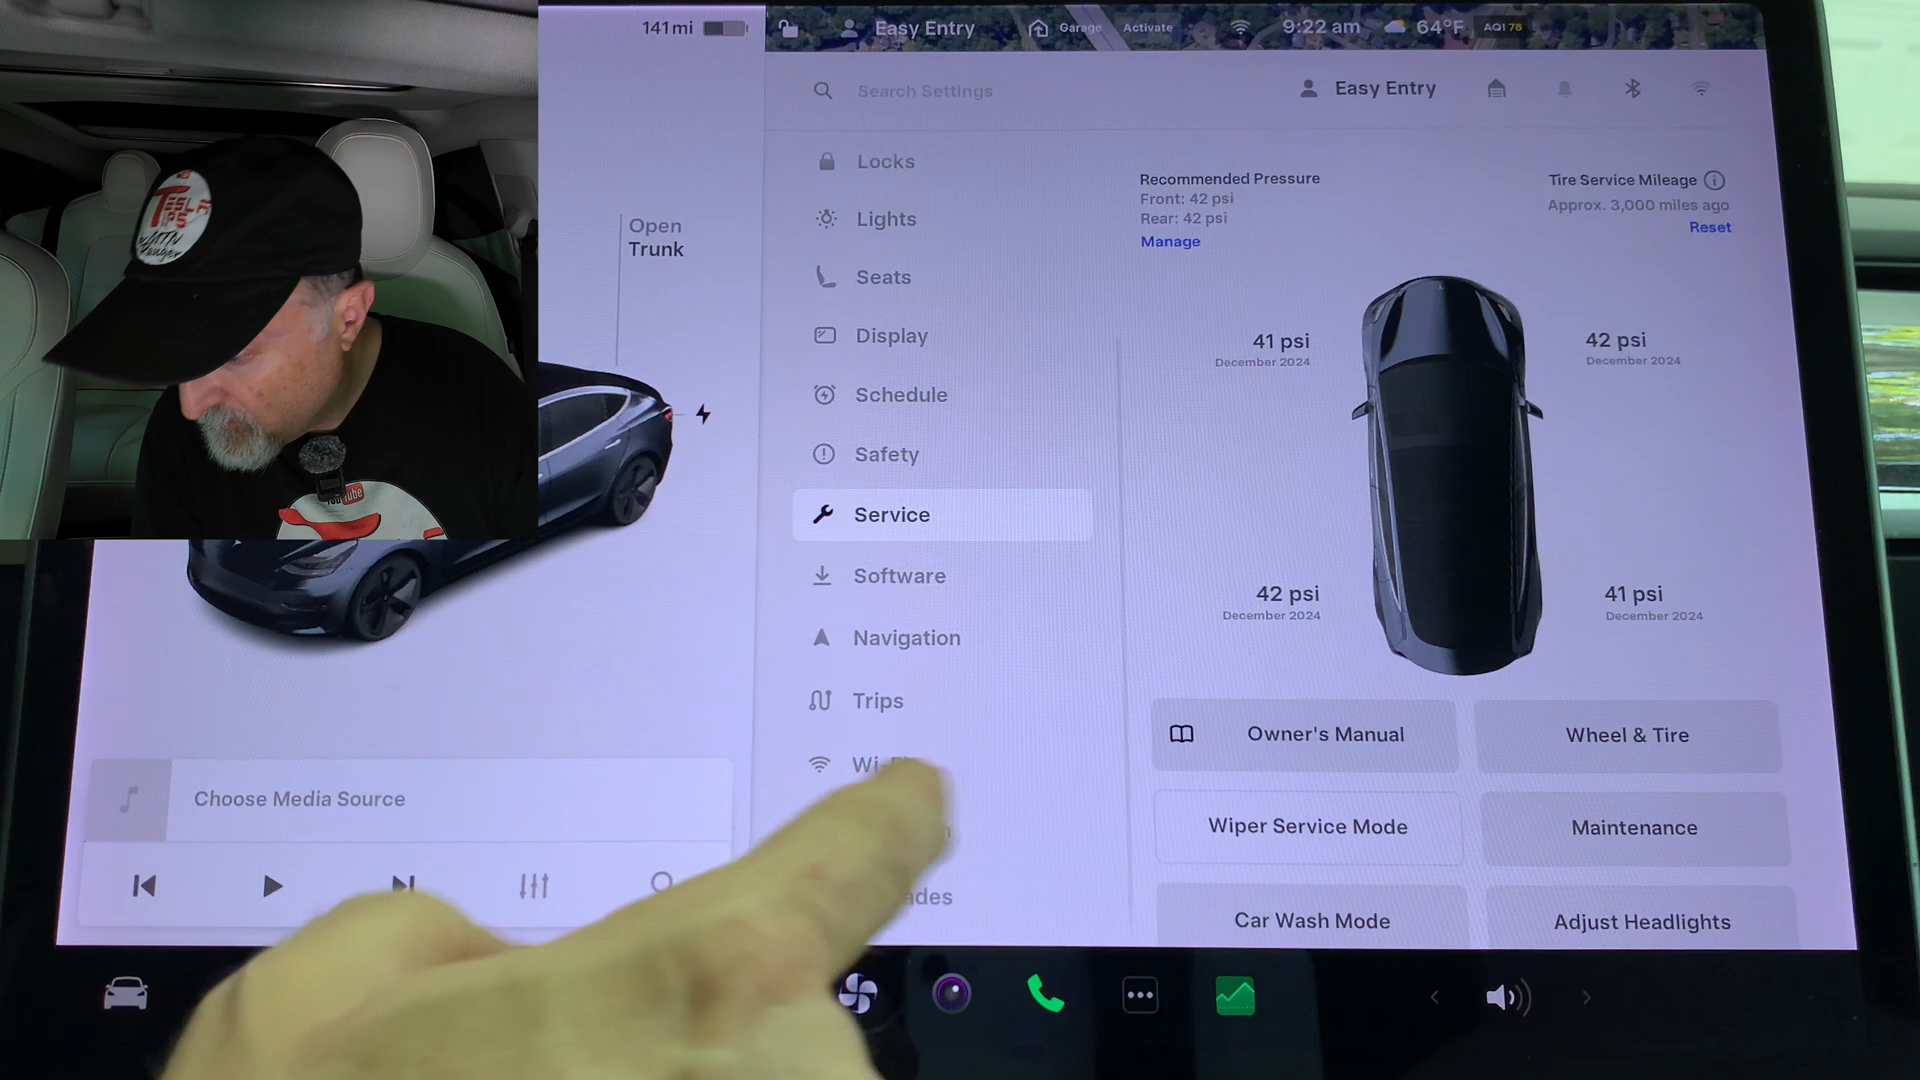 141 mi
Easy Entry
Garage
Activate
9:22 am
64°F
AQI 78
Search Settings
Easy Entry
Locks
Lights
Seats
Display
Schedule
Safety
Service
Software
Navigation
Trips
Open
Trunk
Recommended Pressure
Front: 42 psi
Rear: 42 psi
Manage
Tire Service Mileage
Approx. 3,000 miles ago
Reset
41 psi
December 2024
42 psi
December 2024
42 psi
December 2024
41 psi
December 2024
Owner's Manual
Wheel & Tire
Wiper Service Mode
Maintenance
Car Wash Mode
Adjust Headlights
Choose Media Source